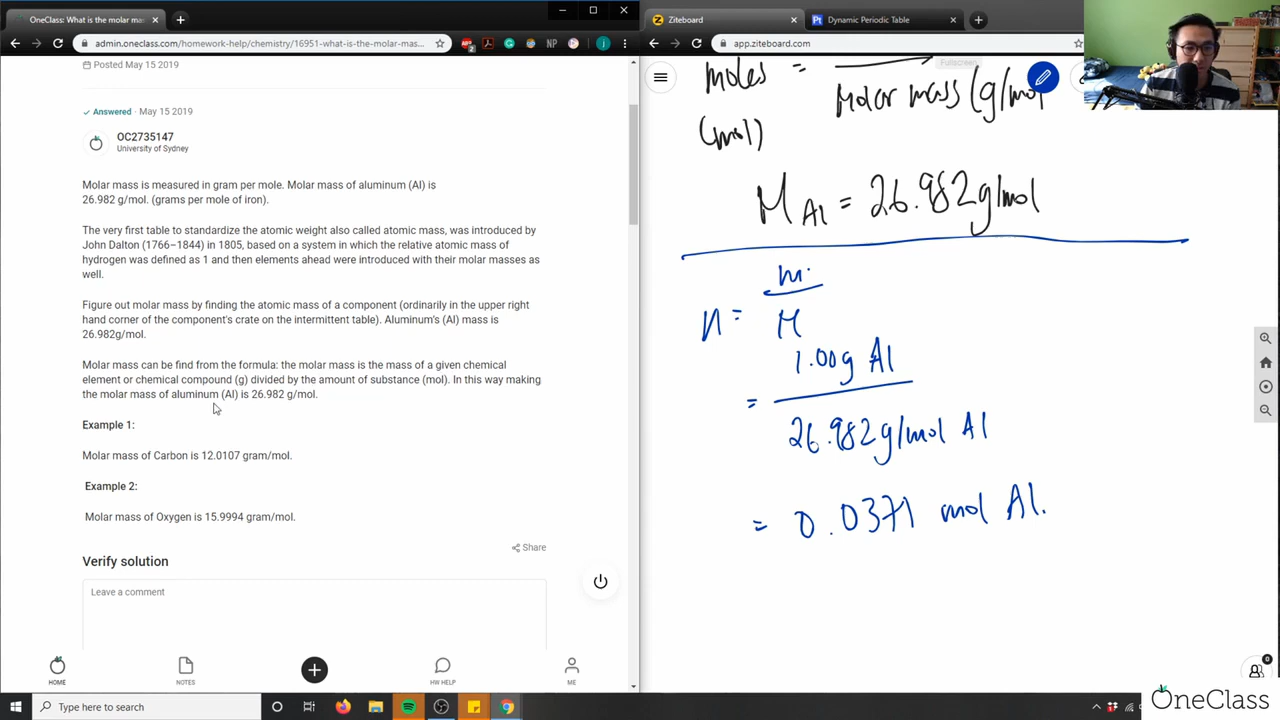 OneClass: What is the molar mas
Ziteboard
Dynamic Periodic Table
admin.oneclass.com/homework-help/chemistry/16951-what-is-the-molar-mas...
app.ziteboard.com
Fullscreen
Posted May 15 2019
Answered • May 15 2019
OC2735147
University of Sydney
Molar mass is measured in gram per mole. Molar mass of aluminum (Al) is
26.982 g/mol. (grams per mole of iron).
The very first table to standardize the atomic weight also called atomic mass, was introduced by
John Dalton (1766–1844) in 1805, based on a system in which the relative atomic mass of
hydrogen was defined as 1 and then elements ahead were introduced with their molar masses as
well.
Figure out molar mass by finding the atomic mass of a component (ordinarily in the upper right
hand corner of the component's crate on the intermittent table). Aluminum's (Al) mass is
26.982g/mol.
Molar mass can be find from the formula: the molar mass is the mass of a given chemical
element or chemical compound (g) divided by the amount of substance (mol). In this way making
the molar mass of aluminum (Al) is 26.982 g/mol.
Example 1:
Molar mass of Carbon is 12.0107 gram/mol.
Example 2:
Molar mass of Oxygen is 15.9994 gram/mol.
Share
Verify solution
Leave a comment
HOME
NOTES
HW HELP
ME
moles =
Molar mass (g/mol
(mol)
M Al = 26.982g/mol
m.
n = M
1.00g Al
=
26.982g/mol Al
= 0.0371 mol Al.
0
Type here to search
OneClass